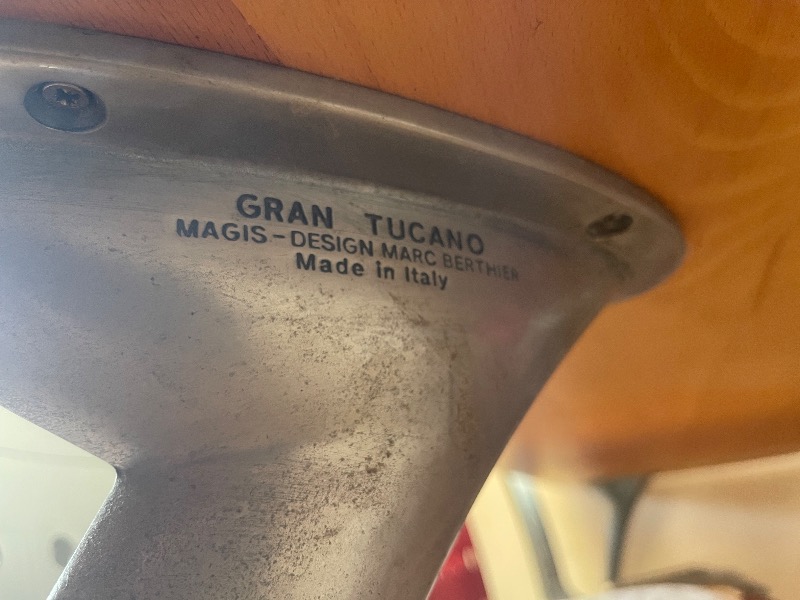 GRAN TUCANO
MAGIS-DESIGN MARC BERTHIER
Made in Italy